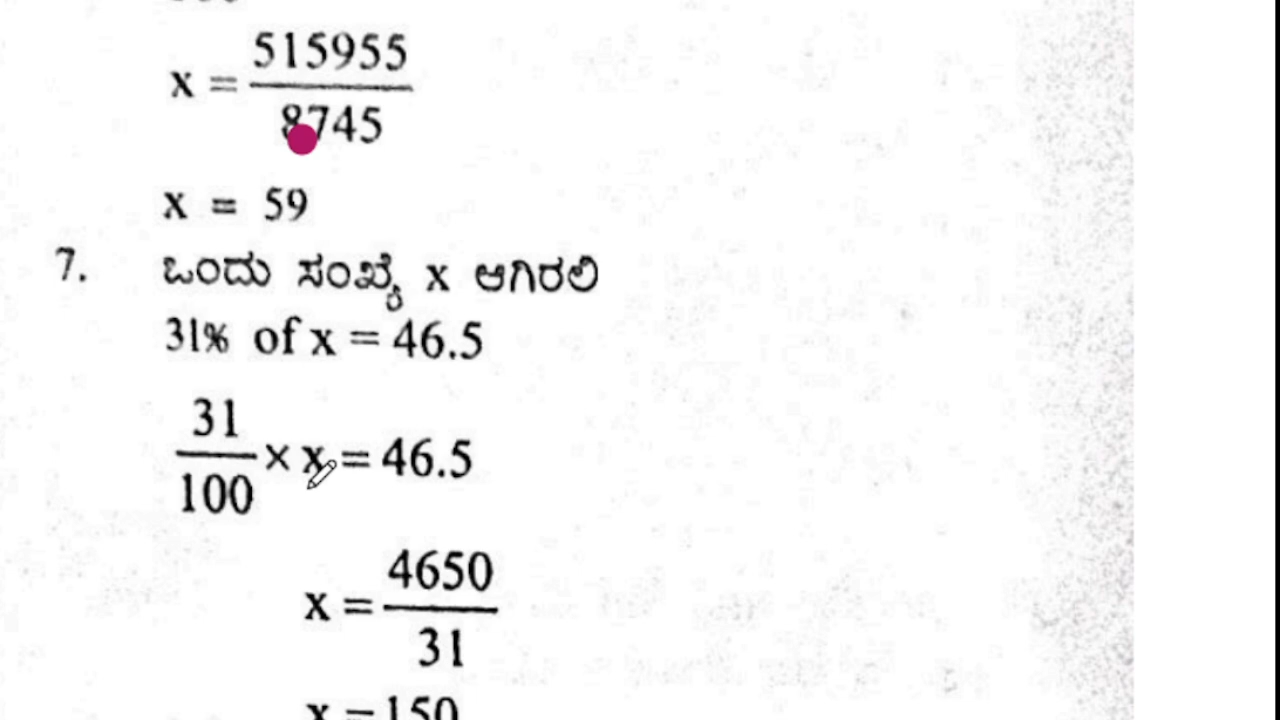 x = 515955 / 8745
x = 59
7. ಒಂದು ಸಂಖ್ಯೆ x ಆಗಿರಲಿ
31% of x = 46.5
31/100 × x = 46.5
x = 4650 / 31
x = 150